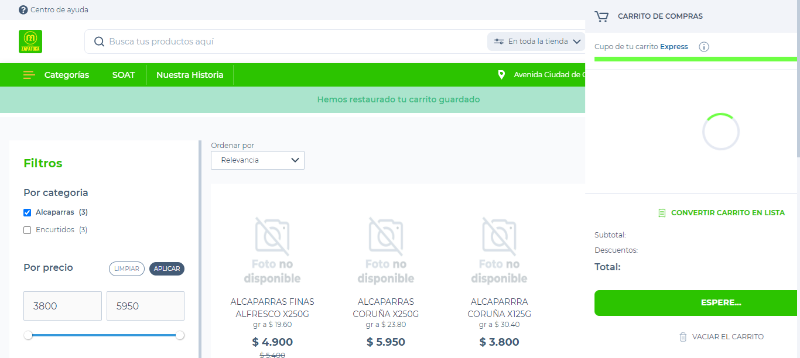 Centro de ayuda
CARRITO DE COMPRAS
Busca tus productos aquí
En toda la tienda
Cupo de tu carrito Express
Categorías
SOAT
Nuestra Historia
Avenida Ciudad de C
Hemos restaurado tu carrito guardado
Filtros
Por categoria
Alcaparras (3)
Encurtidos (3)
Por precio
LIMPIAR
APLICAR
3800
5950
Ordenar por
Relevancia
Foto no
disponible
ALCAPARRAS FINAS
ALFRESCO X250G
gr a $ 19.60
$ 4.900
$ 5.400
Foto no
disponible
ALCAPARRAS
CORUÑA X250G
gr a $ 23.80
$ 5.950
Foto no
disponible
ALCAPARRRA
CORUÑA X125G
gr a $ 30.40
$ 3.800
CONVERTIR CARRITO EN LISTA
Subtotal:
Descuentos:
Total:
ESPERE...
VACIAR EL CARRITO